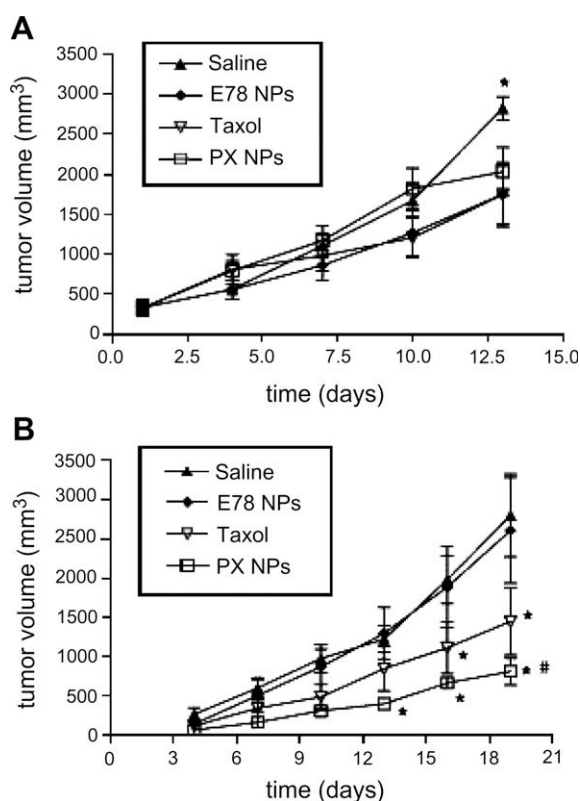 A
Saline
E78 NPs
Taxol
PX NPs
tumor volume (mm³)
3500
3000
2500
2000
1500
1000
500
0
*
0.0 2.5 5.0 7.5 10.0 12.5 15.0
time (days)
B
Saline
E78 NPs
Taxol
PX NPs
tumor volume (mm³)
3500
3000
2500
2000
1500
1000
500
0
*
*
* #
*
*
0 3 6 9 12 15 18 21
time (days)